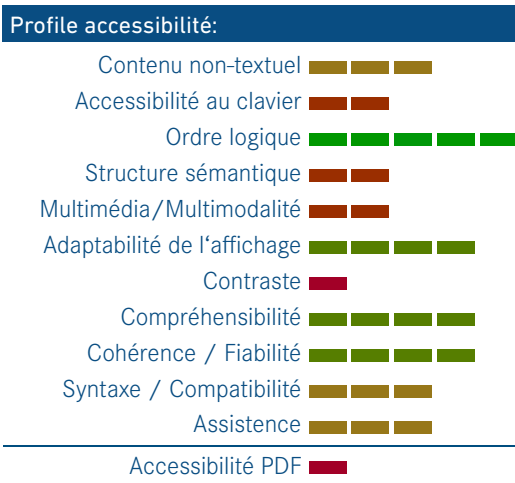 Profile accessibilité:
Contenu non-textuel
Accessibilité au clavier
Ordre logique
Structure sémantique
Multimédia/Multimodalité
Adaptabilité de l‘affichage
Contraste
Compréhensibilité
Cohérence / Fiabilité
Syntaxe / Compatibilité
Assistence
Accessibilité PDF